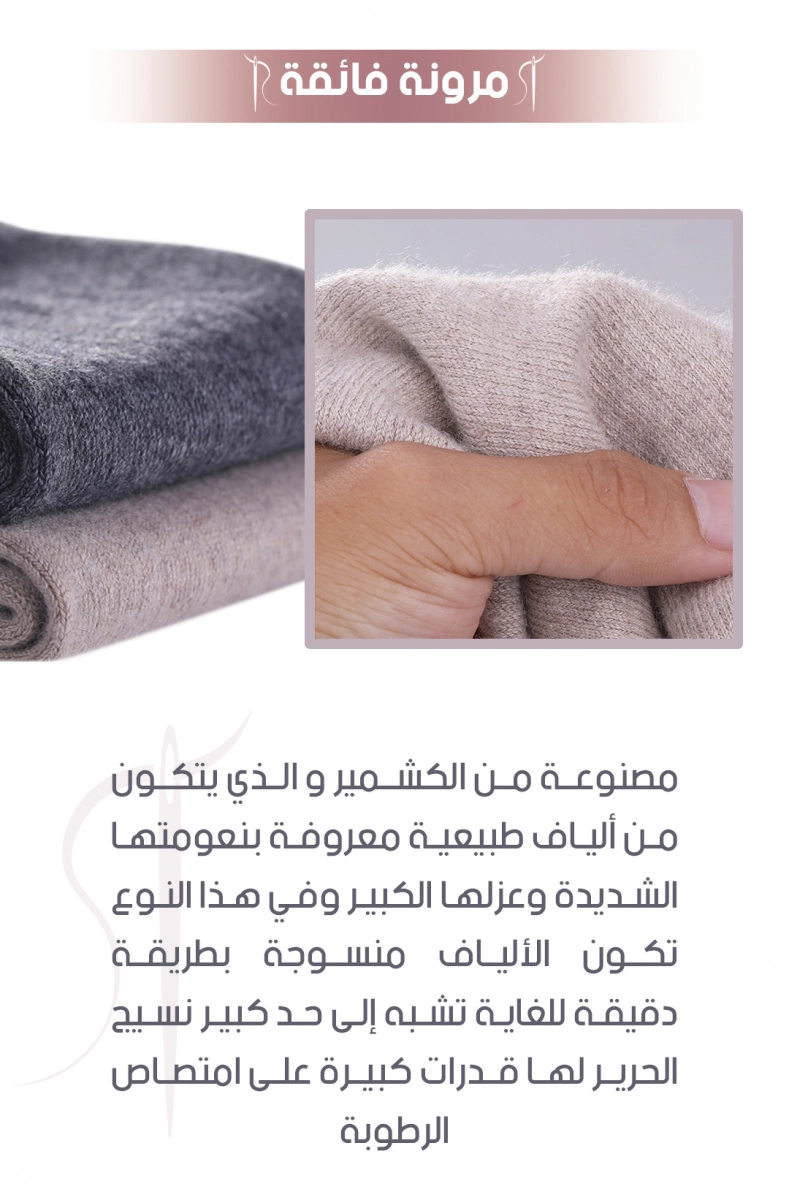 مرونة فائقة
مصنوعة من الكشمير و الذي يتكون
من ألياف طبيعية معروفة بنعومتها
الشديدة وعزلها الكبير وفي هذا النوع
تكون الألياف منسوجة بطريقة
دقيقة للغاية تشبه إلى حد كبير نسيج
الحرير لها قدرات كبيرة على امتصاص
الرطوبة